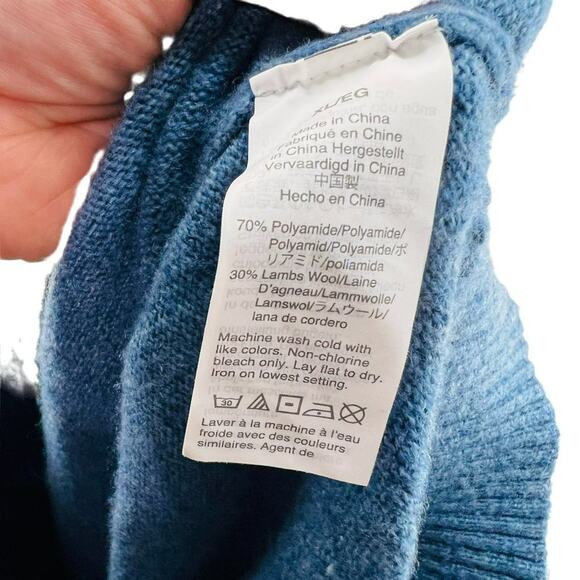 XL/EG
Made in China
Fabriqué en Chine
in China Hergestellt
Vervaardigd in China
中国製
Hecho en China
70% Polyamide/Polyamide/
Polyamid/Polyamide/ポ
リアミド/poliamida
30% Lambs Wool/Laine
D'agneau/Lammwolle/
Lamswol/ラムウール/
lana de cordero
Machine wash cold with
like colors. Non-chlorine
bleach only. Lay flat to dry.
Iron on lowest setting.
30
Laver à la machine à l'eau
froide avec des couleurs
similaires. Agent de